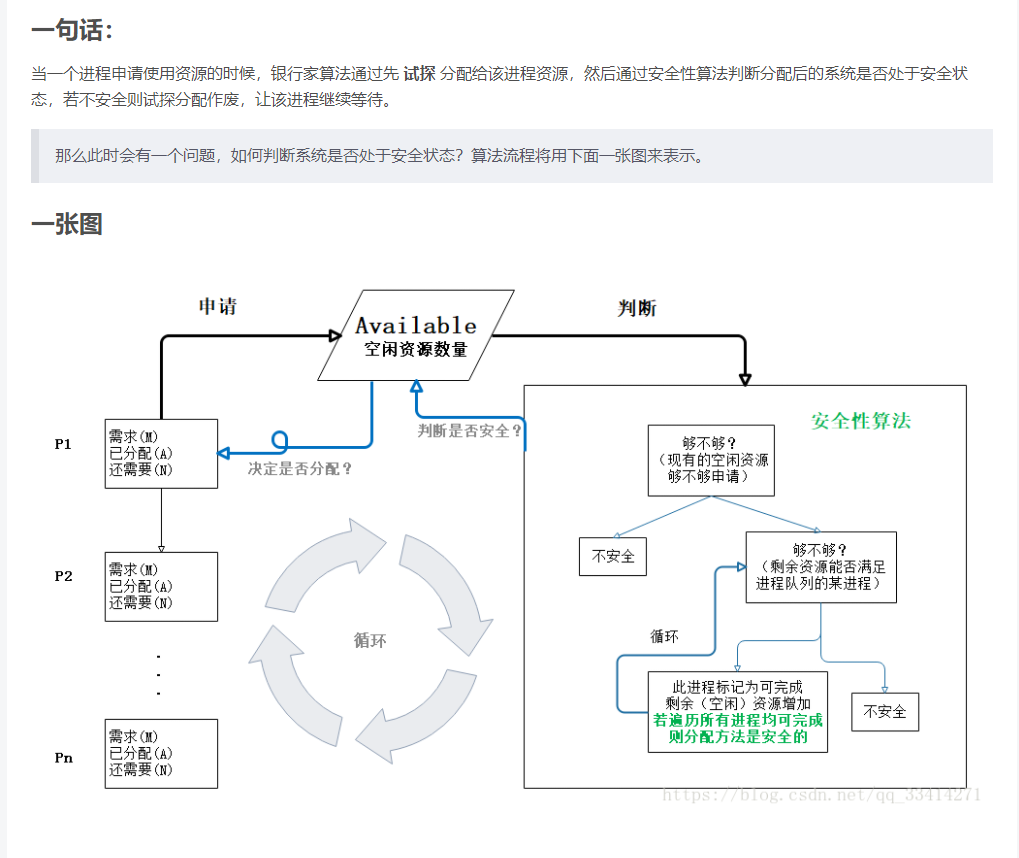 一句话：
当一个进程申请使用资源的时候，银行家算法通过先 试探 分配给该进程资源，然后通过安全性算法判断分配后的系统是否处于安全状
态，若不安全则试探分配作废，让该进程继续等待。
那么此时会有一个问题，如何判断系统是否处于安全状态？算法流程将用下面一张图来表示。
一张图
申请
Available
空闲资源数量
判断
P1
需求(M)
已分配(A)
还需要(N)
决定是否分配？
判断是否安全？
安全性算法
够不够？
（现有的空闲资源
够不够申请）
不安全
够不够？
（剩余资源能否满足
进程队列的某进程）
P2
需求(M)
已分配(A)
还需要(N)
循环
循环
此进程标记为可完成
剩余（空闲）资源增加
若遍历所有进程均可完成
则分配方法是安全的
不安全
Pn
需求(M)
已分配(A)
还需要(N)
https://blog.csdn.net/qq_33414271